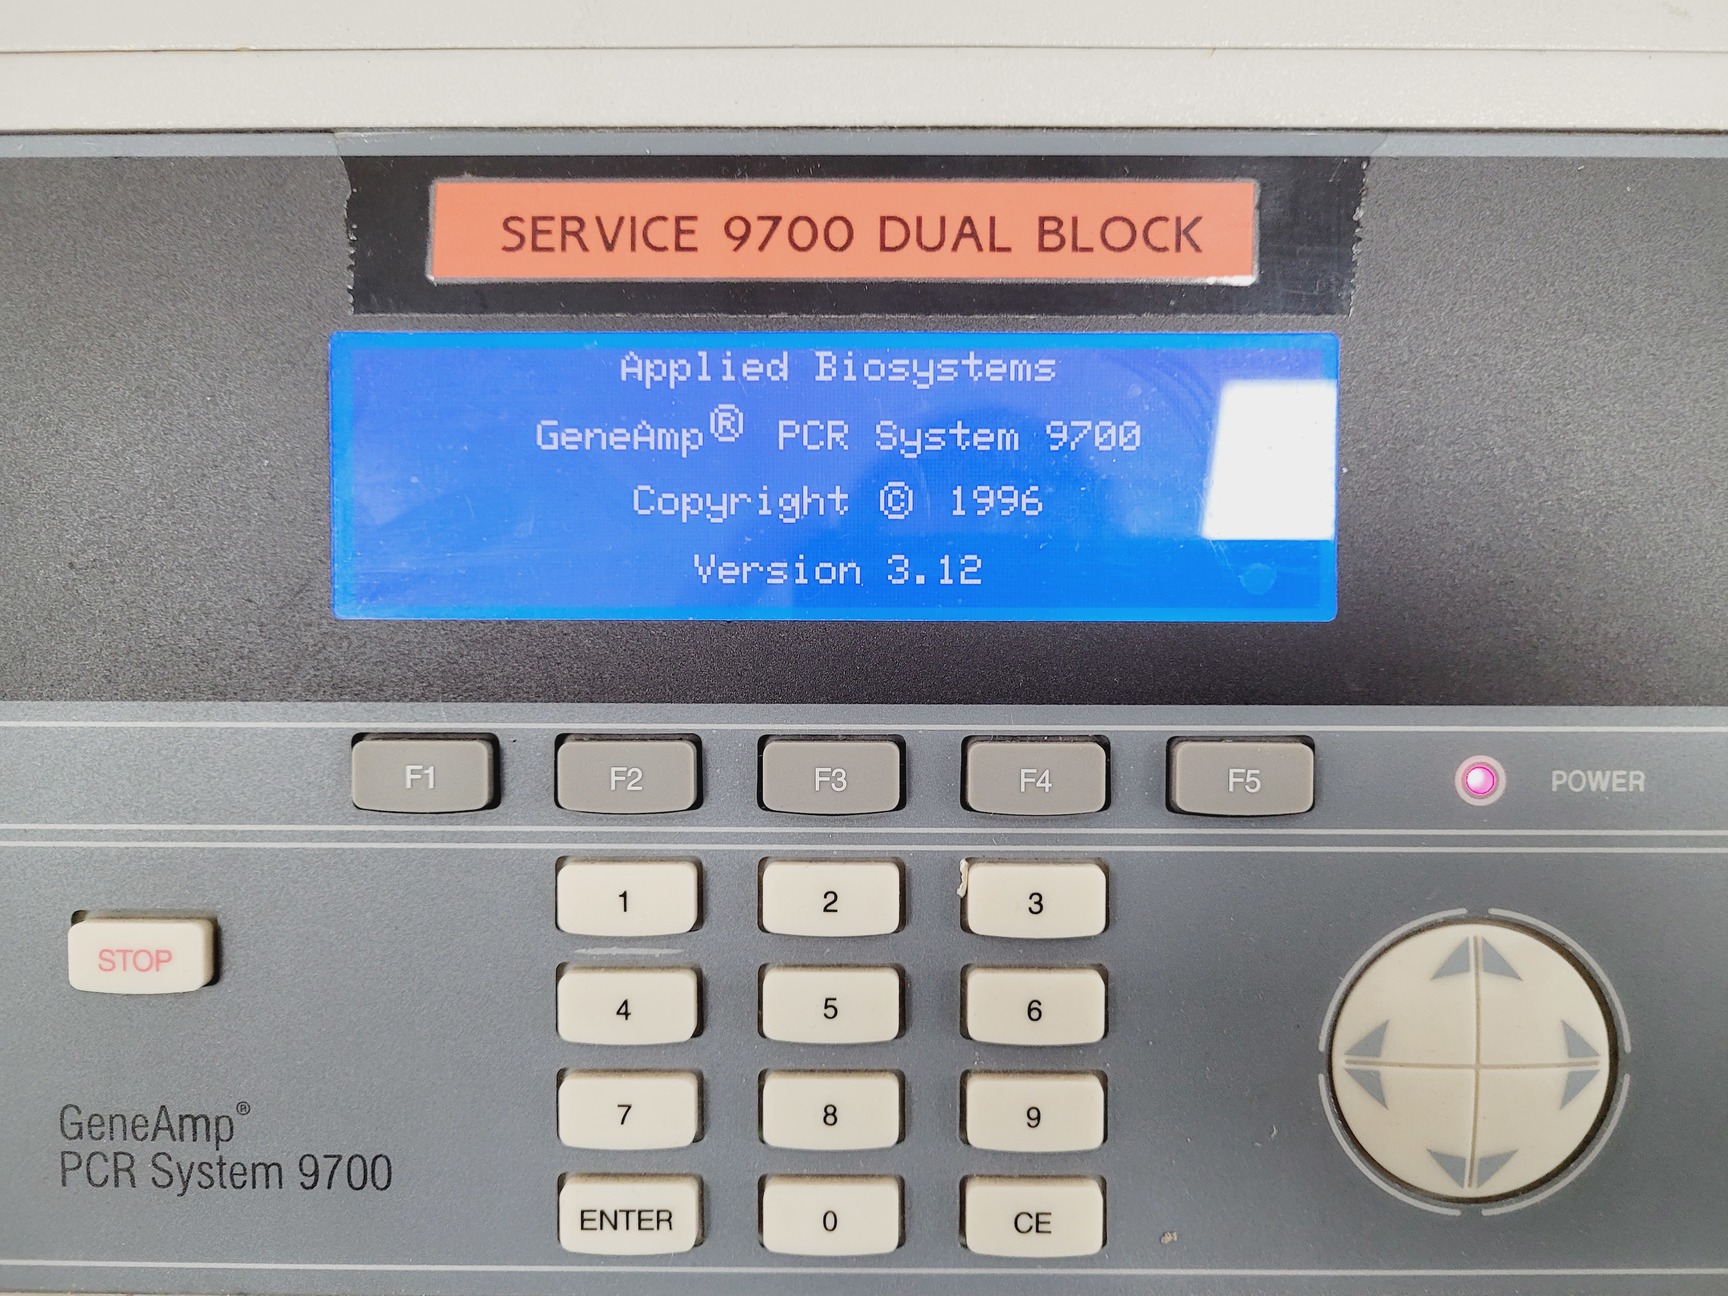 SERVICE 9700 DUAL BLOCK
Applied Biosystems
GeneAmp® PCR System 9700
Copyright © 1996
Version 3.12
F1 F2 F3 F4 F5 POWER
1 2 3
STOP
4 5 6
7 8 9
GeneAmp®
PCR System 9700
ENTER 0 CE